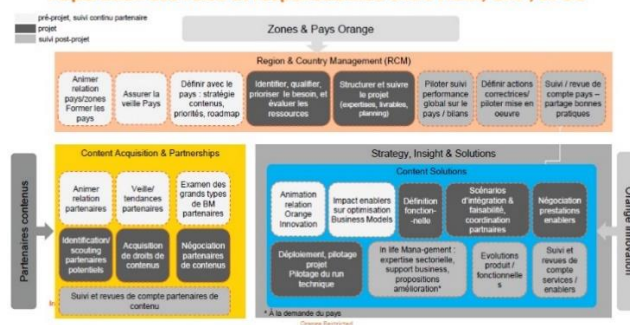 pré-projet, suivi continu partenaire
projet
suivi post-projet
Zones & Pays Orange
Region & Country Management (RCM)
Animer
relation
pays/zones
Former les
pays
Assurer la
veille Pays
Définir avec le
pays : stratégie
contenus,
priorités, roadmap
Identifier, qualifier,
prioriser le besoin, et
évaluer les
ressources
Structurer et suivre
le projet
(expertises, livrables,
planning)
Piloter suivi
performance
global sur le
pays / bilans
Définir actions
correctrices/
piloter mise en
oeuvre
Suivi / revue de
compte pays –
partage bonnes
pratiques
Partenaires contenus
Content Acquisition & Partnerships
Animer
relation
partenaires
Veille/
tendances
partenaires
Examen des
grands types
de BM
partenaires
Identification/
scouting
partenaires
potentiels
Acquisition
de droits de
contenus
Négociation
partenaires
de contenus
Suivi et revues de compte partenaires de
contenu
Strategy, Insight & Solutions
Content Solutions
Animation
relation
Orange
Innovation
Impact enablers
sur optimisation
Business Models
Définition
fonction-
nelle
Scénarios
d'intégration &
faisabilité,
coordination
partnaires
Négociation
prestations
enablers
Déploiement, pilotage
projet
Pilotage du run
technique
In life Mana-gement :
expertise sectorielle,
support business,
propositions
amélioration*
Evolutions
produit /
fonctionnelle
s
Suivi et
revues de
compte
services /
enablers
Orange Innovation
* À la demande du pays
Orange Restricted